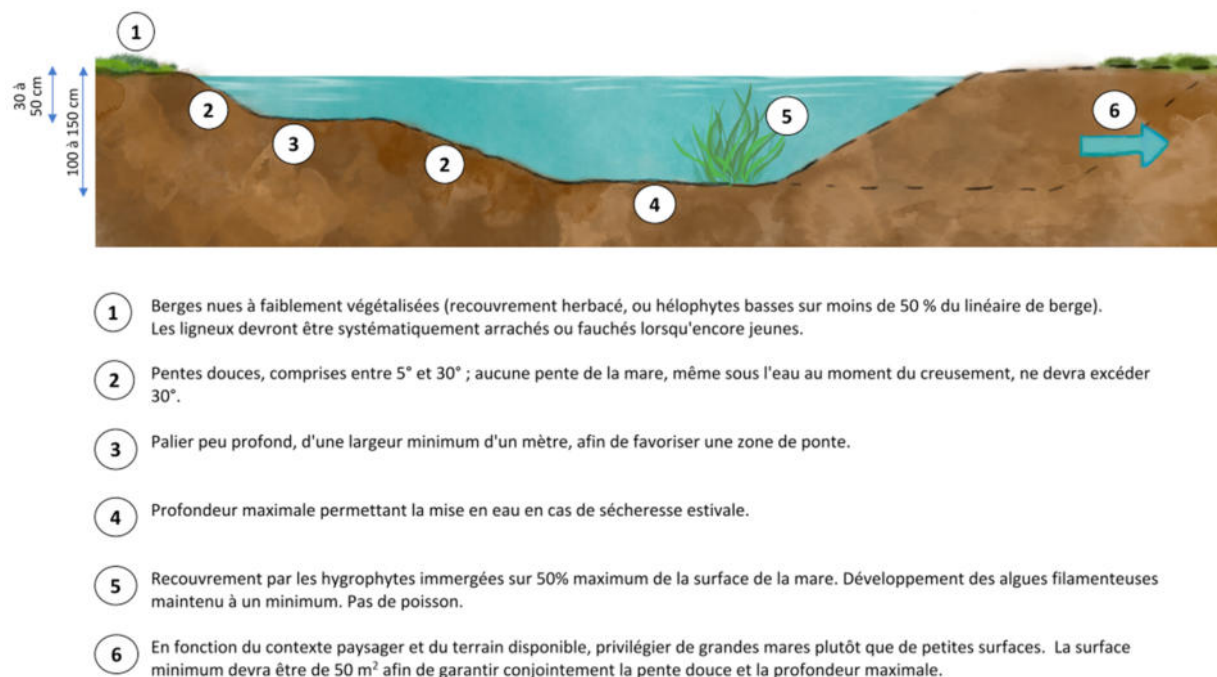 1
30 à
50 cm
100 à 150 cm
2
3
2
4
5
6
1 Berges nues à faiblement végétalisées (recouvrement herbacé, ou hélophytes basses sur moins de 50 % du linéaire de berge).
Les ligneux devront être systématiquement arrachés ou fauchés lorsqu'encore jeunes.
2 Pentes douces, comprises entre 5° et 30° ; aucune pente de la mare, même sous l'eau au moment du creusement, ne devra excéder
30°.
3 Palier peu profond, d'une largeur minimum d'un mètre, afin de favoriser une zone de ponte.
4 Profondeur maximale permettant la mise en eau en cas de sécheresse estivale.
5 Recouvrement par les hygrophytes immergées sur 50% maximum de la surface de la mare. Développement des algues filamenteuses
maintenu à un minimum. Pas de poisson.
6 En fonction du contexte paysager et du terrain disponible, privilégier de grandes mares plutôt que de petites surfaces. La surface
minimum devra être de 50 m² afin de garantir conjointement la pente douce et la profondeur maximale.